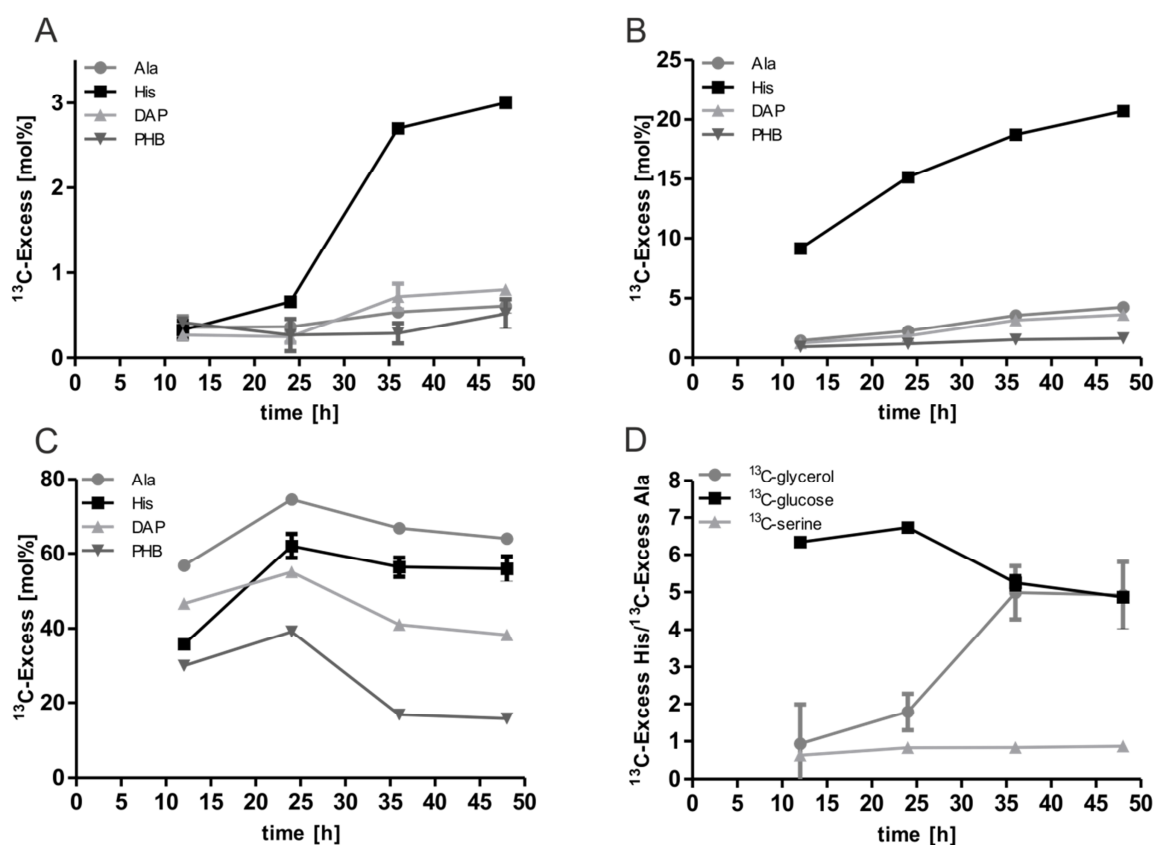 A
Ala
His
DAP
PHB
¹³C-Excess [mol%]
3
2
1
0
0 5 10 15 20 25 30 35 40 45 50
time [h]
B
Ala
His
DAP
PHB
¹³C-Excess [mol%]
25
20
15
10
5
0
0 5 10 15 20 25 30 35 40 45 50
time [h]
C
Ala
His
DAP
PHB
¹³C-Excess [mol%]
80
60
40
20
0
0 5 10 15 20 25 30 35 40 45 50
time [h]
D
¹³C-glycerol
¹³C-glucose
¹³C-serine
¹³C-Excess His/¹³C-Excess Ala
8
7
6
5
4
3
2
1
0
0 5 10 15 20 25 30 35 40 45 50
time [h]